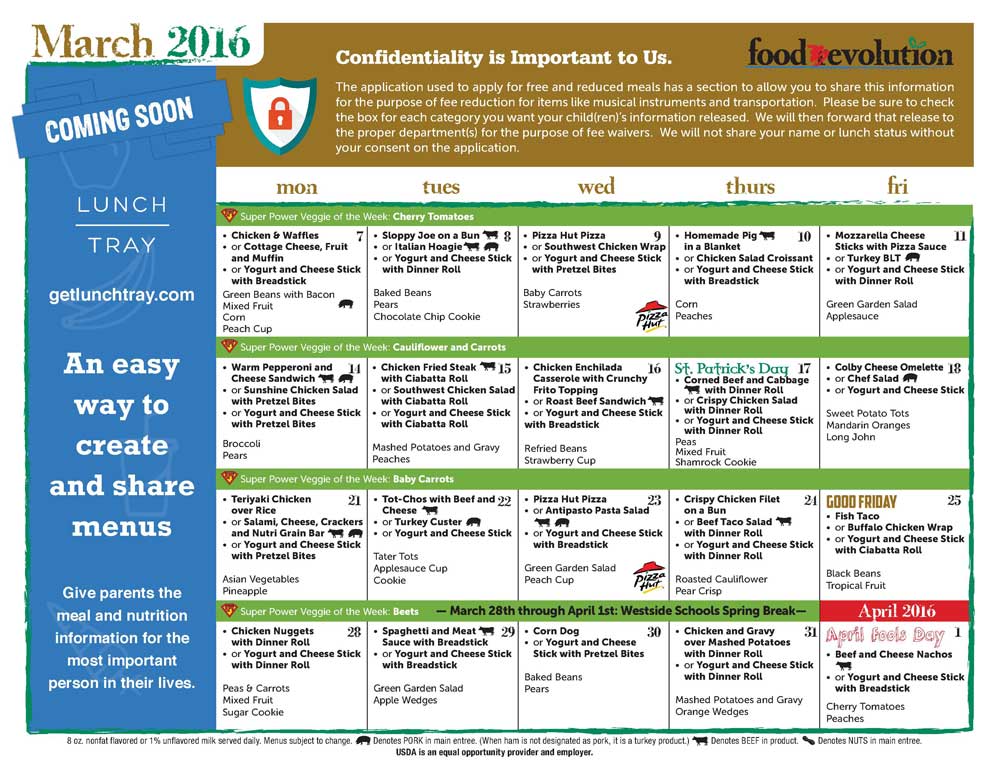 March 2016
COMING SOON
LUNCH
TRAY
getlunchtray.com
An easy
way to
create
and share
menus
Give parents the
meal and nutrition
information for the
most important
person in their lives.
Confidentiality is Important to Us.
food revolution
The application used to apply for free and reduced meals has a section to allow you to share this information
for the purpose of fee reduction for items like musical instruments and transportation. Please be sure to check
the box for each category you want your child(ren)'s information released. We will then forward that release to
the proper department(s) for the purpose of fee waivers. We will not share your name or lunch status without
your consent on the application.
mon tues wed thurs fri
Super Power Veggie of the Week: Cherry Tomatoes
7
• Chicken & Waffles
• or Cottage Cheese, Fruit
and Muffin
• or Yogurt and Cheese Stick
with Breadstick
Green Beans with Bacon
Mixed Fruit
Corn
Peach Cup
8
• Sloppy Joe on a Bun
• or Italian Hoagie
• or Yogurt and Cheese Stick
with Dinner Roll
Baked Beans
Pears
Chocolate Chip Cookie
9
• Pizza Hut Pizza
• or Southwest Chicken Wrap
• or Yogurt and Cheese Stick
with Pretzel Bites
Baby Carrots
Strawberries
Pizza
Hut
10
• Homemade Pig
in a Blanket
• or Chicken Salad Croissant
• or Yogurt and Cheese Stick
with Breadstick
Corn
Peaches
11
• Mozzarella Cheese
Sticks with Pizza Sauce
• or Turkey BLT
• or Yogurt and Cheese Stick
with Dinner Roll
Green Garden Salad
Applesauce
Super Power Veggie of the Week: Cauliflower and Carrots
14
• Warm Pepperoni and
Cheese Sandwich
• or Sunshine Chicken Salad
with Pretzel Bites
• or Yogurt and Cheese Stick
with Pretzel Bites
Broccoli
Pears
15
• Chicken Fried Steak
with Ciabatta Roll
• or Southwest Chicken Salad
with Ciabatta Roll
• or Yogurt and Cheese Stick
with Ciabatta Roll
Mashed Potatoes and Gravy
Peaches
16
• Chicken Enchilada
Casserole with Crunchy
Frito Topping
• or Roast Beef Sandwich
• or Yogurt and Cheese Stick
with Breadstick
Refried Beans
Strawberry Cup
St. Patrick's Day 17
• Corned Beef and Cabbage
with Dinner Roll
• or Crispy Chicken Salad
with Dinner Roll
• or Yogurt and Cheese Stick
with Dinner Roll
Peas
Mixed Fruit
Shamrock Cookie
18
• Colby Cheese Omelette
• or Chef Salad
• or Yogurt and Cheese Stick
Sweet Potato Tots
Mandarin Oranges
Long John
Super Power Veggie of the Week: Baby Carrots
21
• Teriyaki Chicken
over Rice
• or Salami, Cheese, Crackers
and Nutri Grain Bar
• or Yogurt and Cheese Stick
with Pretzel Bites
Asian Vegetables
Pineapple
22
• Tot-Chos with Beef and
Cheese
• or Turkey Custer
• or Yogurt and Cheese Stick
with Dinner Roll
Tater Tots
Applesauce Cup
Cookie
23
• Pizza Hut Pizza
• or Antipasto Pasta Salad
• or Yogurt and Cheese Stick
with Breadstick
Green Garden Salad
Peach Cup
Pizza
Hut
24
• Crispy Chicken Filet
on a Bun
• or Beef Taco Salad
• or Yogurt and Cheese Stick
with Dinner Roll
Roasted Cauliflower
Pear Crisp
GOOD FRIDAY 25
• Fish Taco
• or Buffalo Chicken Wrap
• or Yogurt and Cheese Stick
with Ciabatta Roll
Black Beans
Tropical Fruit
Super Power Veggie of the Week: Beets — March 28th through April 1st: Westside Schools Spring Break—
April 2016
28
• Chicken Nuggets
with Dinner Roll
• or Yogurt and Cheese Stick
with Dinner Roll
Peas & Carrots
Mixed Fruit
Sugar Cookie
29
• Spaghetti and Meat
Sauce with Breadstick
• or Yogurt and Cheese Stick
with Breadstick
Green Garden Salad
Apple Wedges
30
• Corn Dog
• or Yogurt and Cheese
Stick with Pretzel Bites
Baked Beans
Pears
31
• Chicken and Gravy
over Mashed Potatoes
with Dinner Roll
• or Yogurt and Cheese Stick
with Dinner Roll
Mashed Potatoes and Gravy
Orange Wedges
April Fools Day 1
• Beef and Cheese Nachos
• or Yogurt and Cheese Stick
with Breadstick
Cherry Tomatoes
Peaches
8 oz. nonfat flavored or 1% unflavored milk served daily. Menus subject to change. Denotes PORK in main entree. (When ham is not designated as pork, it is a turkey product.) Denotes BEEF in product. Denotes NUTS in main entree.
USDA is an equal opportunity provider and employer.